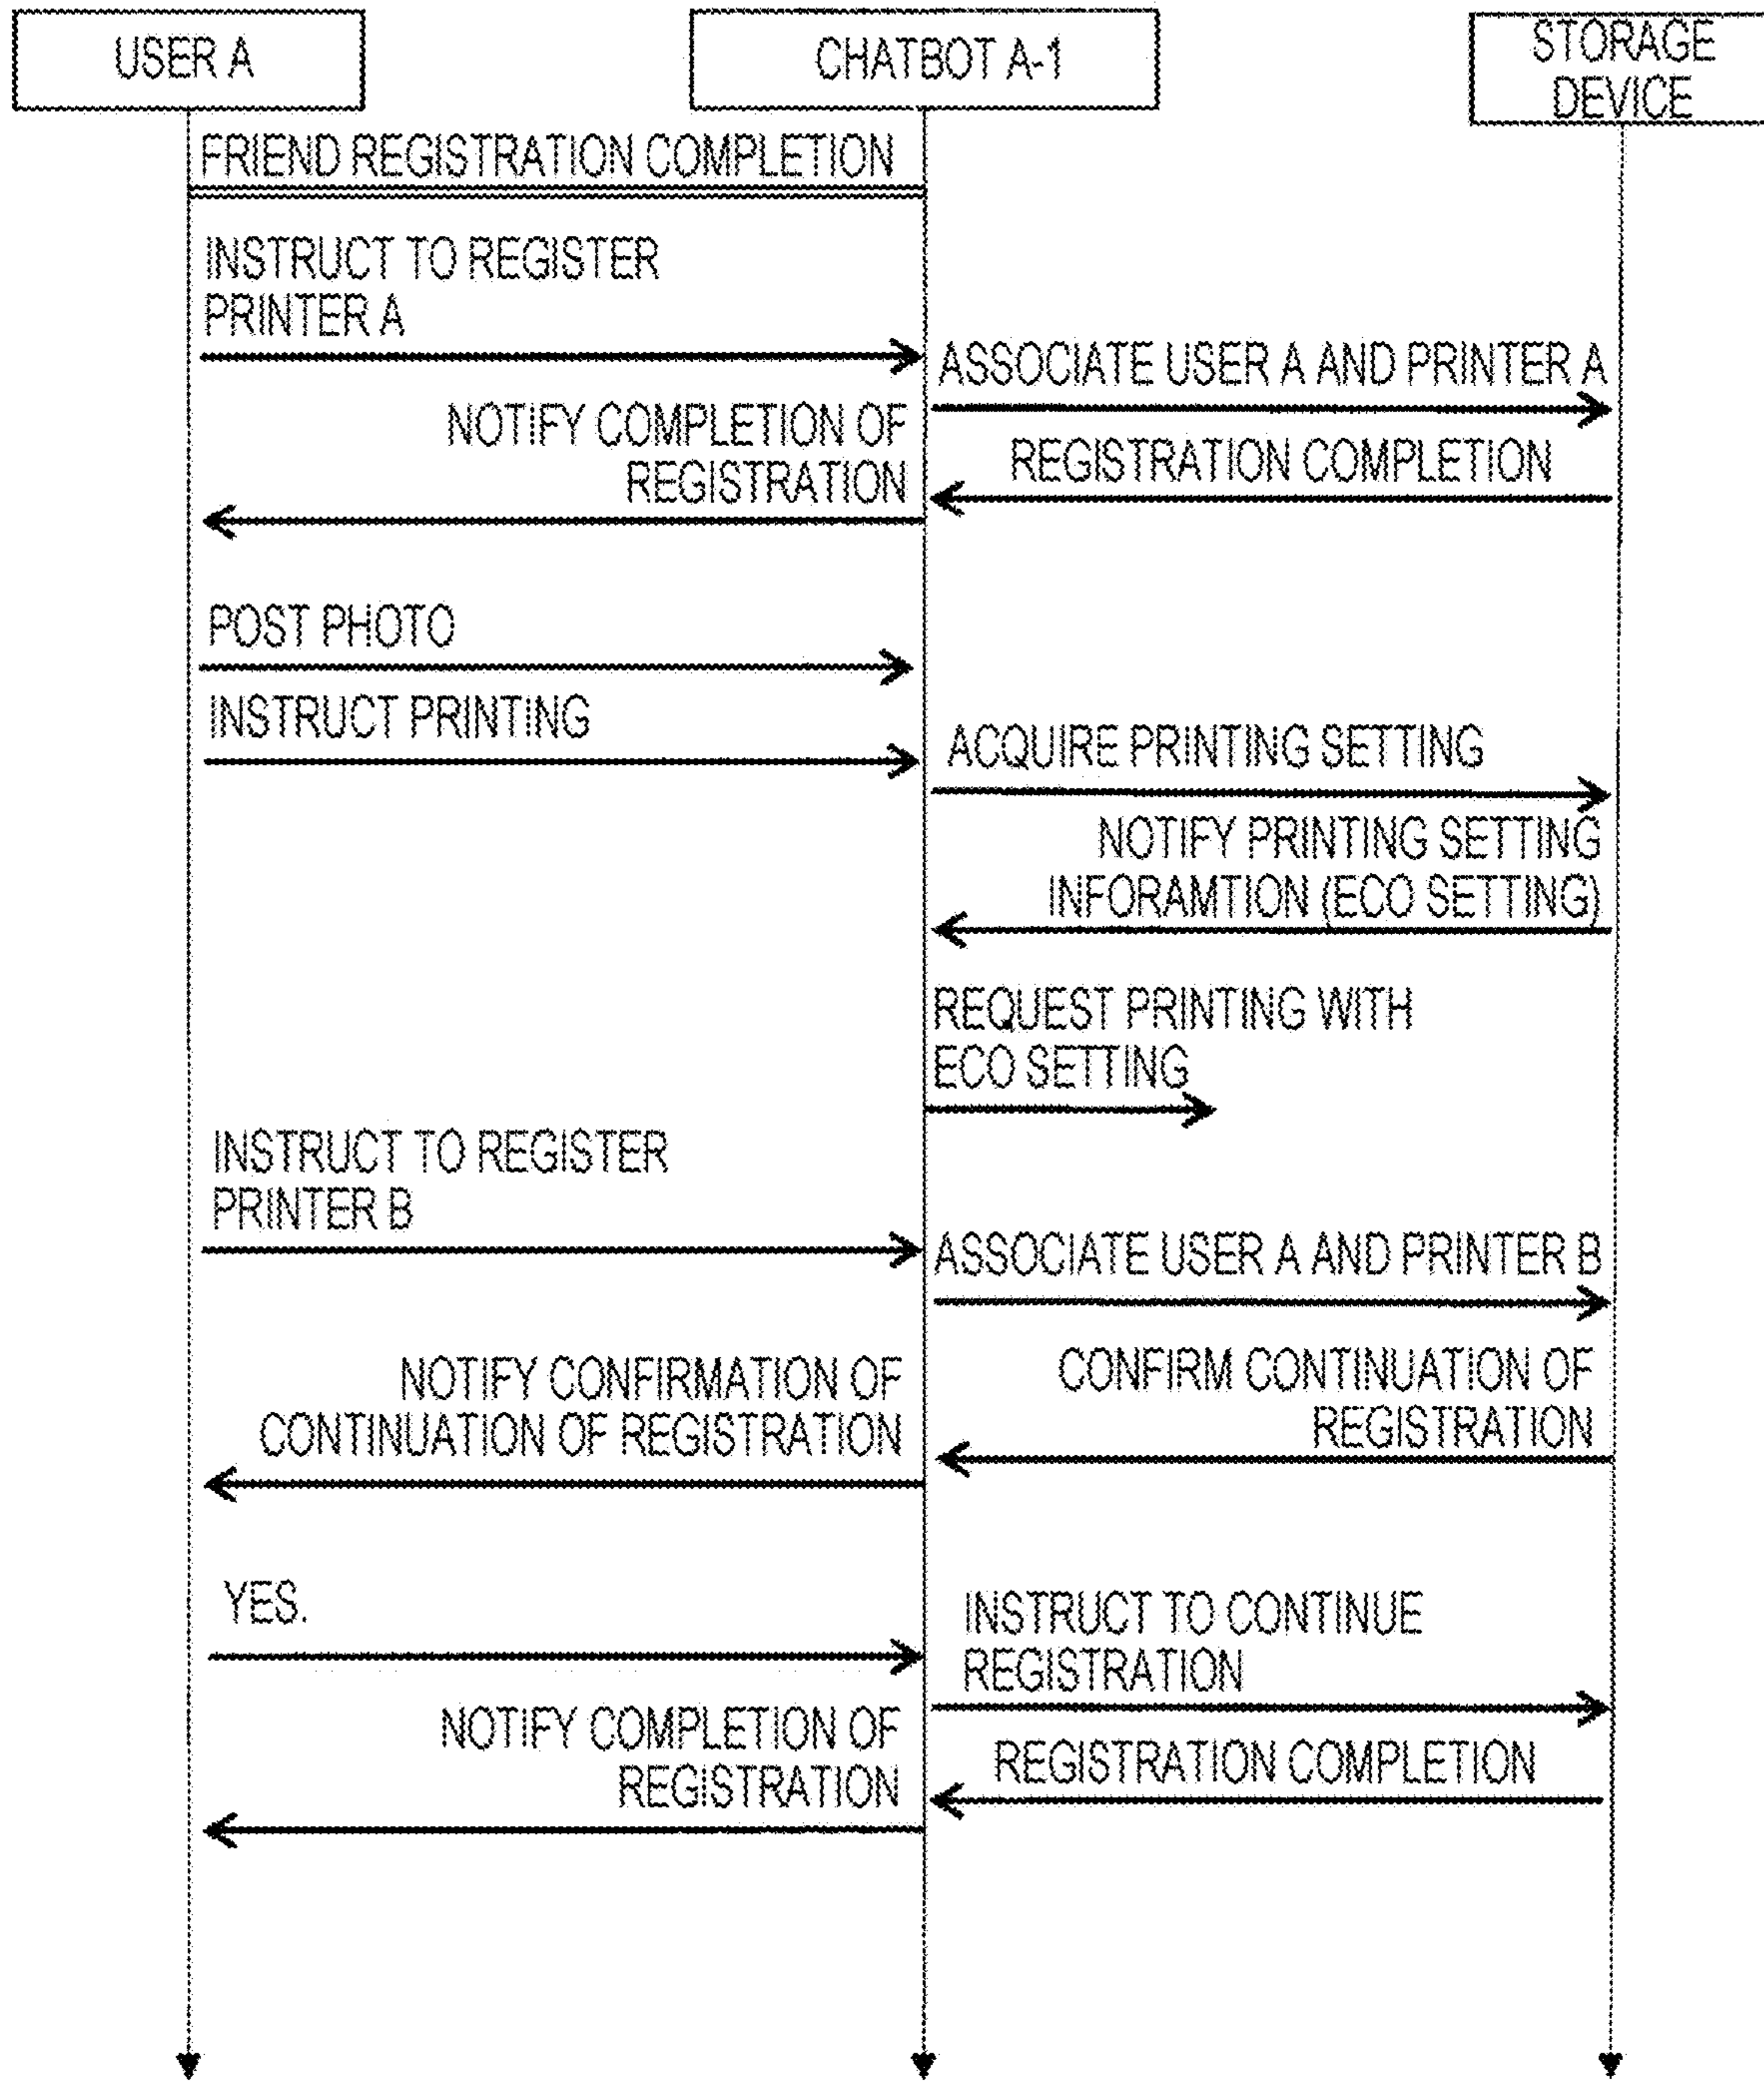 USER A
CHATBOT A-1
STORAGE
DEVICE
FRIEND REGISTRATION COMPLETION
INSTRUCT TO REGISTER
PRINTER A
ASSOCIATE USER A AND PRINTER A
NOTIFY COMPLETION OF
REGISTRATION
REGISTRATION COMPLETION
POST PHOTO
INSTRUCT PRINTING
ACQUIRE PRINTING SETTING
NOTIFY PRINTING SETTING
INFORAMTION (ECO SETTING)
REQUEST PRINTING WITH
ECO SETTING
INSTRUCT TO REGISTER
PRINTER B
ASSOCIATE USER A AND PRINTER B
CONFIRM CONTINUATION OF
REGISTRATION
NOTIFY CONFIRMATION OF
CONTINUATION OF REGISTRATION
YES.
INSTRUCT TO CONTINUE
REGISTRATION
NOTIFY COMPLETION OF
REGISTRATION
REGISTRATION COMPLETION